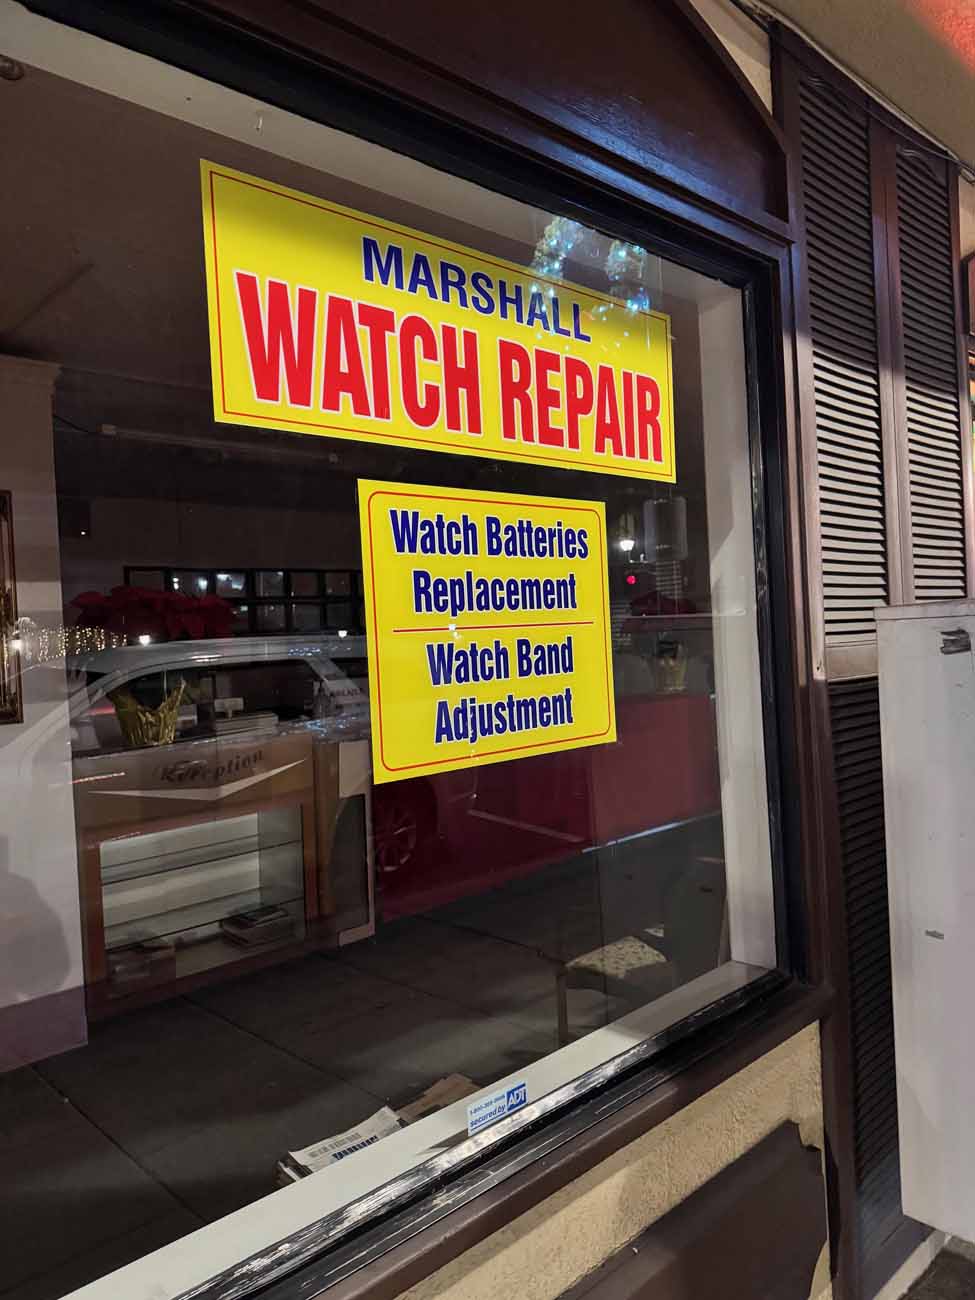 MARSHALL
WATCH REPAIR
Watch Batteries
Replacement
Watch Band
Adjustment
Reception
secured by ADT